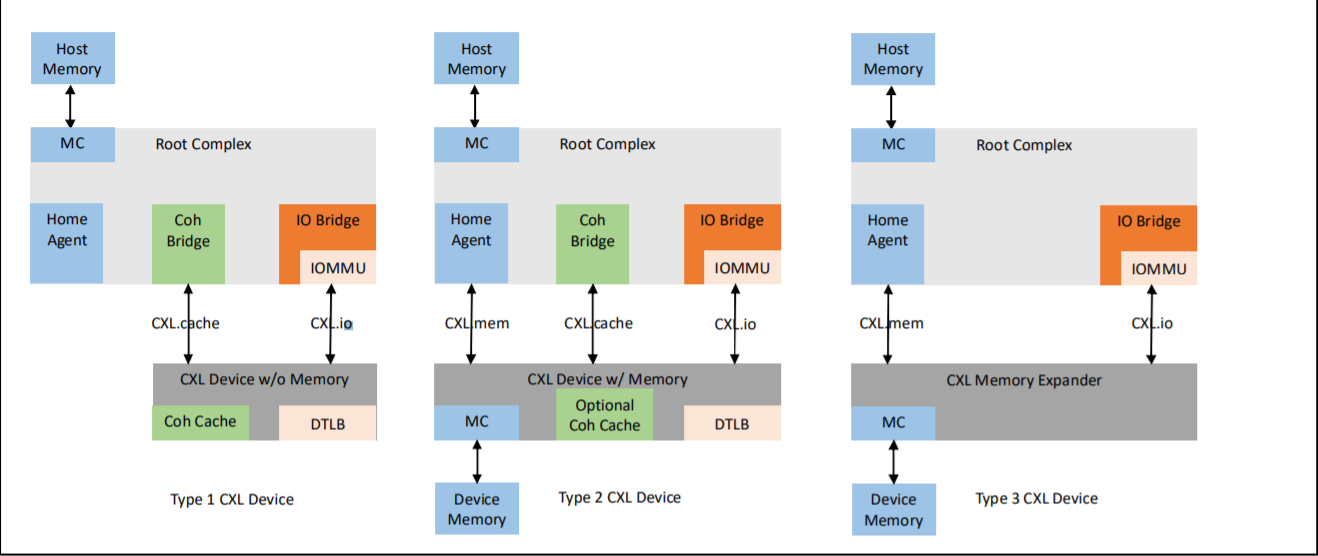 Host
Memory
MC
Root Complex
Home
Agent
Coh
Bridge
IO Bridge
IOMMU
CXL.cache
CXL.io
CXL Device w/o Memory
Coh Cache
DTLB
Type 1 CXL Device
Host
Memory
MC
Root Complex
Home
Agent
Coh
Bridge
IO Bridge
IOMMU
CXL.mem
CXL.cache
CXL.io
CXL Device w/ Memory
MC
Optional
Coh Cache
DTLB
Device
Memory
Type 2 CXL Device
Host
Memory
MC
Root Complex
Home
Agent
IO Bridge
IOMMU
CXL.mem
CXL.io
CXL Memory Expander
MC
Device
Memory
Type 3 CXL Device